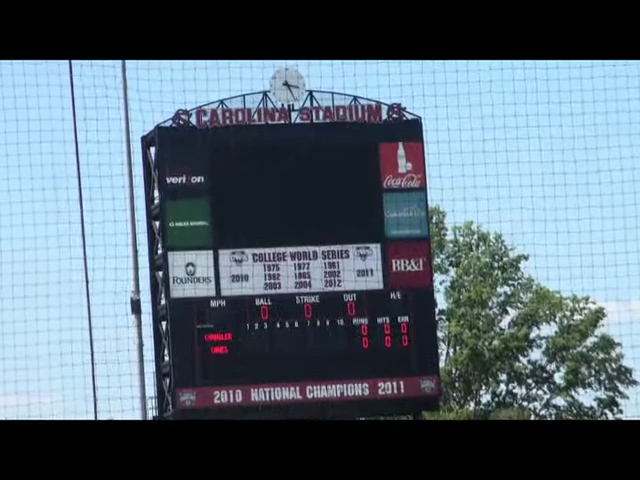 CAROLINA STADIUM
verizon
Coca-Cola
COLLEGE WORLD SERIES
1975 1977 1981
2010 1982 1985 2002 2011
2003 2004 2012
FOUNDERS
BB&T
MPH BALL STRIKE OUT H/E
0 0 0
1 2 3 4 5 6 7 8 9 10 RUNS HITS ERR
0 0 0
DINGS 0 0 0
2010 NATIONAL CHAMPIONS 2011